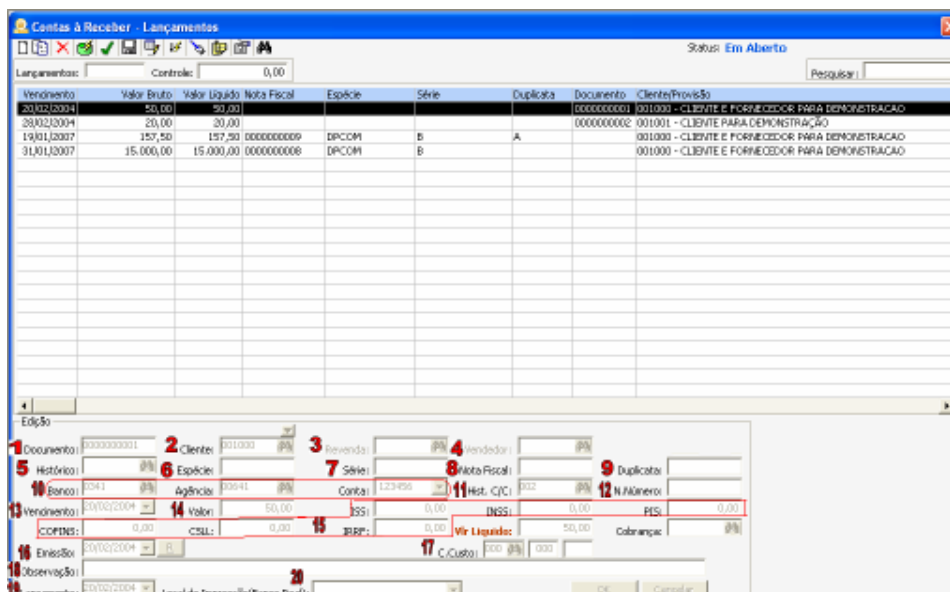 Contas à Receber - Lançamentos
Status: Em Aberto
Lançamentos: Controle: 0,00 Pesquisar:
Vencimento Valor Bruto Valor Líquido Nota Fiscal Espécie Série Duplicata Documento Cliente/Provisão
20/02/2004 50,00 50,00 0000000001 001000 - CLIENTE E FORNECEDOR PARA DEMONSTRACAO
28/02/2004 20,00 20,00 0000000002 001001 - CLIENTE PARA DEMONSTRAÇÃO
19/01/2007 157,50 157,50 0000000009 DPCOM B A 001000 - CLIENTE E FORNECEDOR PARA DEMONSTRACAO
31/01/2007 15.000,00 15.000,00 0000000008 DPCOM B 001000 - CLIENTE E FORNECEDOR PARA DEMONSTRACAO
Edição
1 Documento: 0000000001 2 Cliente: 001000 3 Revenda: 4 Vendedor:
5 Histórico: 6 Espécie: 7 Série: 8 Nota Fiscal: 9 Duplicata:
10 Banco: 0341 Agência: 00641 Conta: 123456 11 Hist. C/C: 002 12 N.Número:
13 Vencimento: 20/02/2004 14 Valor: 50,00 ISS: 0,00 INSS: 0,00 PIS: 0,00
COFINS: 0,00 CSLL: 0,00 15 IRRF: 0,00 Vlr Líquido: 50,00 Cobrança:
16 Emissão: 20/02/2004 R 17 C.Custo: 000 000
18 Observação:
19 Lançamento: 20/02/2004 20 OK Cancelar